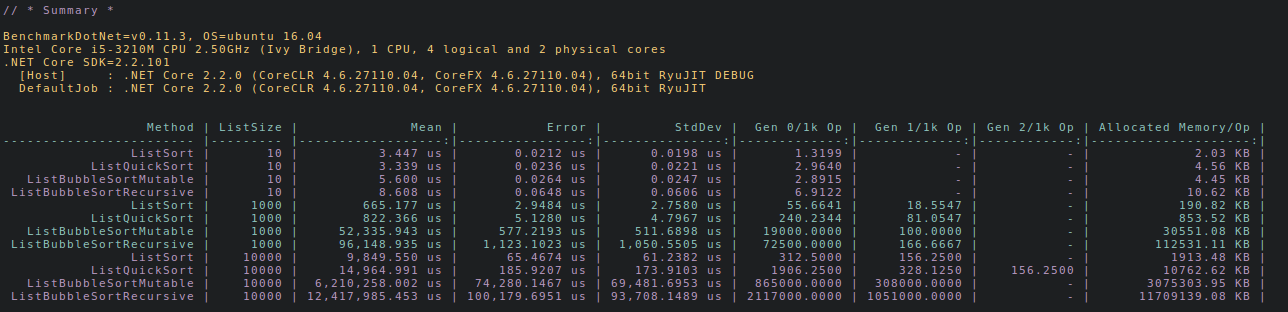 // * Summary *
BenchmarkDotNet=v0.11.3, OS=ubuntu 16.04
Intel Core i5-3210M CPU 2.50GHz (Ivy Bridge), 1 CPU, 4 logical and 2 physical cores
.NET Core SDK=2.2.101
[Host]     : .NET Core 2.2.0 (CoreCLR 4.6.27110.04, CoreFX 4.6.27110.04), 64bit RyuJIT DEBUG
DefaultJob : .NET Core 2.2.0 (CoreCLR 4.6.27110.04, CoreFX 4.6.27110.04), 64bit RyuJIT
Method | ListSize | Mean | Error | StdDev | Gen 0/1k Op | Gen 1/1k Op | Gen 2/1k Op | Allocated Memory/Op |
------------------------ |--------- |------------------:|----------------:|---------------:|-------------:|-------------:|-------------:|---------------------:|
ListSort | 10 | 3.447 us | 0.0212 us | 0.0198 us | 1.3199 | - | - | 2.03 KB |
ListQuickSort | 10 | 3.339 us | 0.0236 us | 0.0221 us | 2.9640 | - | - | 4.56 KB |
ListBubbleSortMutable | 10 | 5.600 us | 0.0264 us | 0.0247 us | 2.8915 | - | - | 4.45 KB |
ListBubbleSortRecursive | 10 | 8.608 us | 0.0648 us | 0.0606 us | 6.9122 | - | - | 10.62 KB |
ListSort | 1000 | 665.177 us | 2.9484 us | 2.7580 us | 55.6641 | 18.5547 | - | 190.82 KB |
ListQuickSort | 1000 | 822.366 us | 5.1280 us | 4.7967 us | 240.2344 | 81.0547 | - | 853.52 KB |
ListBubbleSortMutable | 1000 | 52,335.943 us | 577.2193 us | 511.6898 us | 19000.0000 | 100.0000 | - | 30551.08 KB |
ListBubbleSortRecursive | 1000 | 96,148.935 us | 1,123.1023 us | 1,050.5505 us | 72500.0000 | 166.6667 | - | 112531.11 KB |
ListSort | 10000 | 9,849.550 us | 65.4674 us | 61.2382 us | 312.5000 | 156.2500 | - | 1913.48 KB |
ListQuickSort | 10000 | 14,964.991 us | 185.9207 us | 173.9103 us | 1906.2500 | 328.1250 | 156.2500 | 10762.62 KB |
ListBubbleSortMutable | 10000 | 6,210,258.002 us | 74,280.1467 us | 69,481.6953 us | 865000.0000 | 308000.0000 | - | 3075303.95 KB |
ListBubbleSortRecursive | 10000 | 12,417,985.453 us | 100,179.6951 us | 93,708.1489 us | 2117000.0000 | 1051000.0000 | - | 11709139.08 KB |